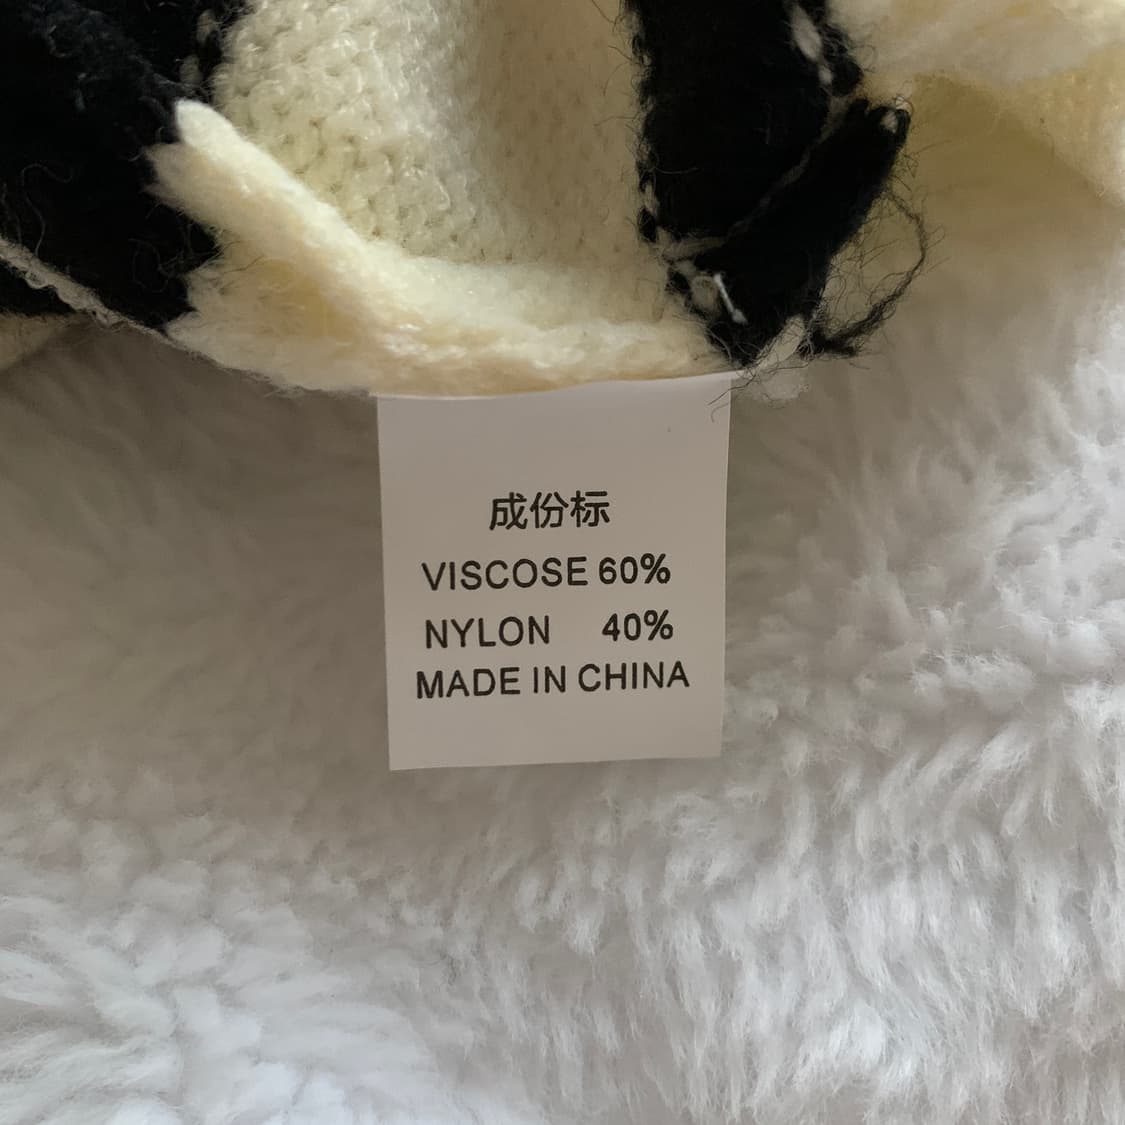 成份标
VISCOSE 60%
NYLON 40%
MADE IN CHINA